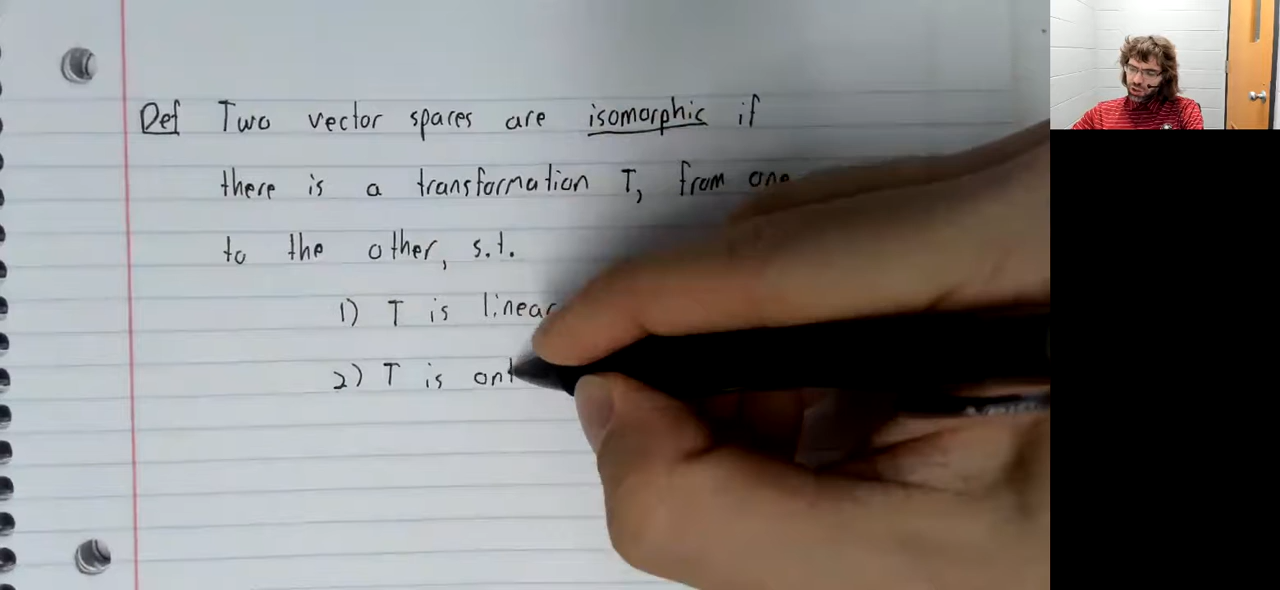 Def Two vector spaces are isomorphic if
there is a transformation T, from one
to the other, s.t.
1) T is linear
2) T is ont